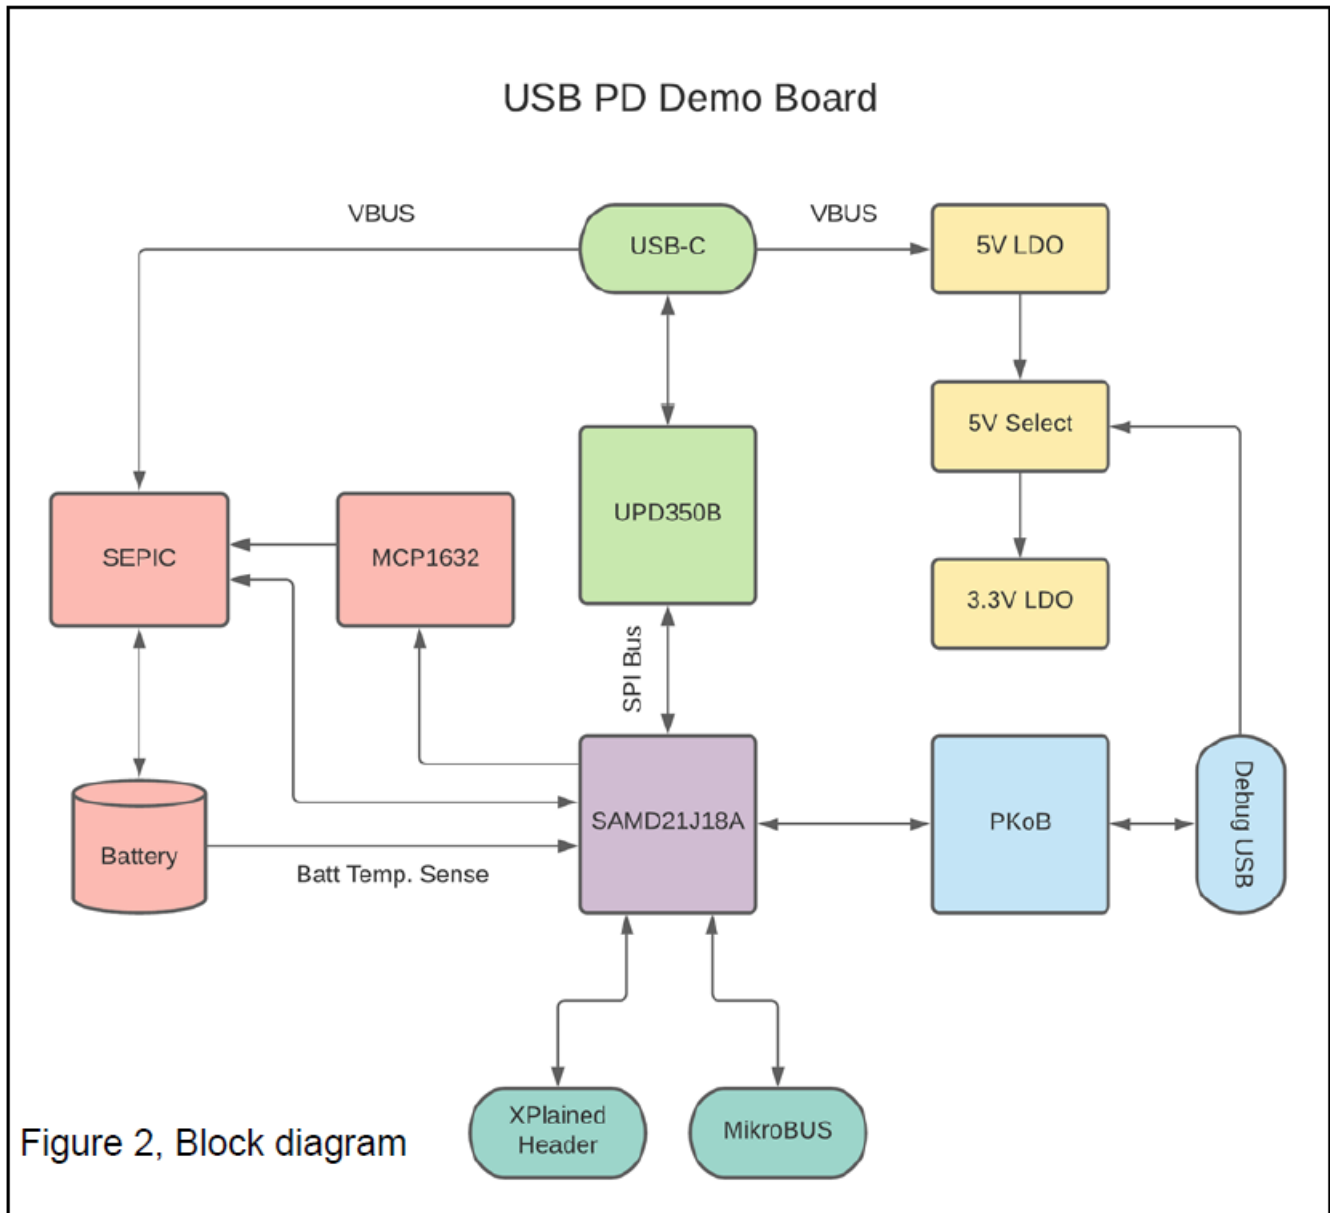 USB PD Demo Board
VBUS
USB-C
VBUS
5V LDO
5V Select
SEPIC
MCP1632
UPD350B
3.3V LDO
SPI Bus
Battery
Batt Temp. Sense
SAMD21J18A
PKoB
Debug USB
XPlained
Header
MikroBUS
Figure 2, Block diagram